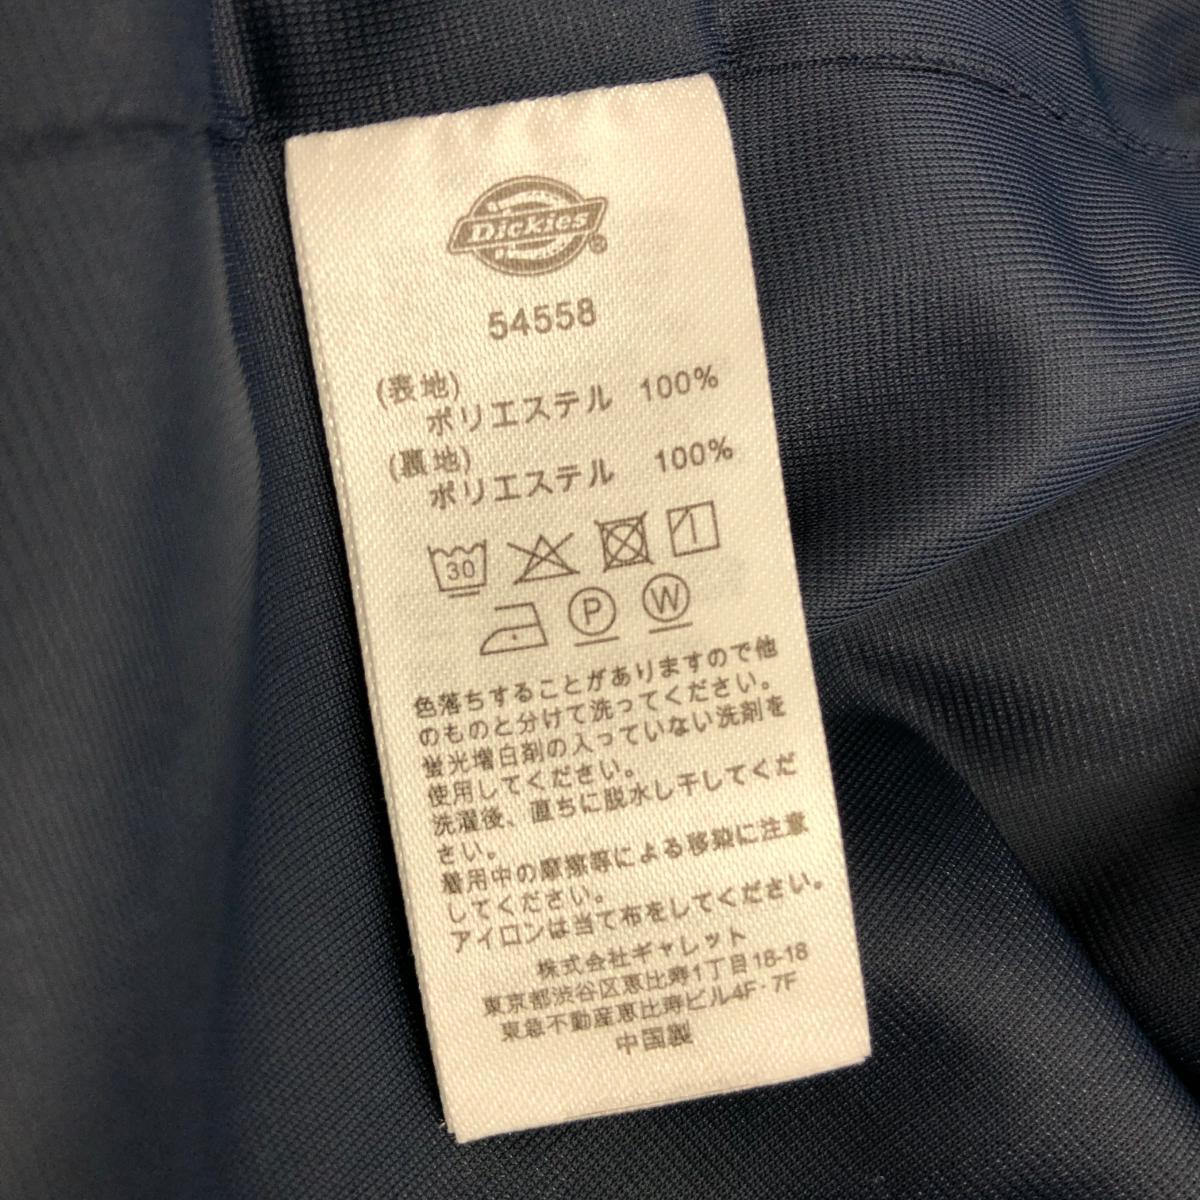 Dickies
54558
(表地)
ポリエステル 100%
(裏地)
ポリエステル 100%
30
P W
色落ちすることがありますので他
のものと分けて洗ってください。
蛍光増白剤の入っていない洗剤を
使用してください。
洗濯後、直ちに脱水し干してくだ
さい。
着用中の摩擦等による移染に注意
してください。
アイロンは当て布をしてください。
株式会社ギャレット
東京都渋谷区恵比寿1丁目18-18
東急不動産恵比寿ビル4F・7F
中国製